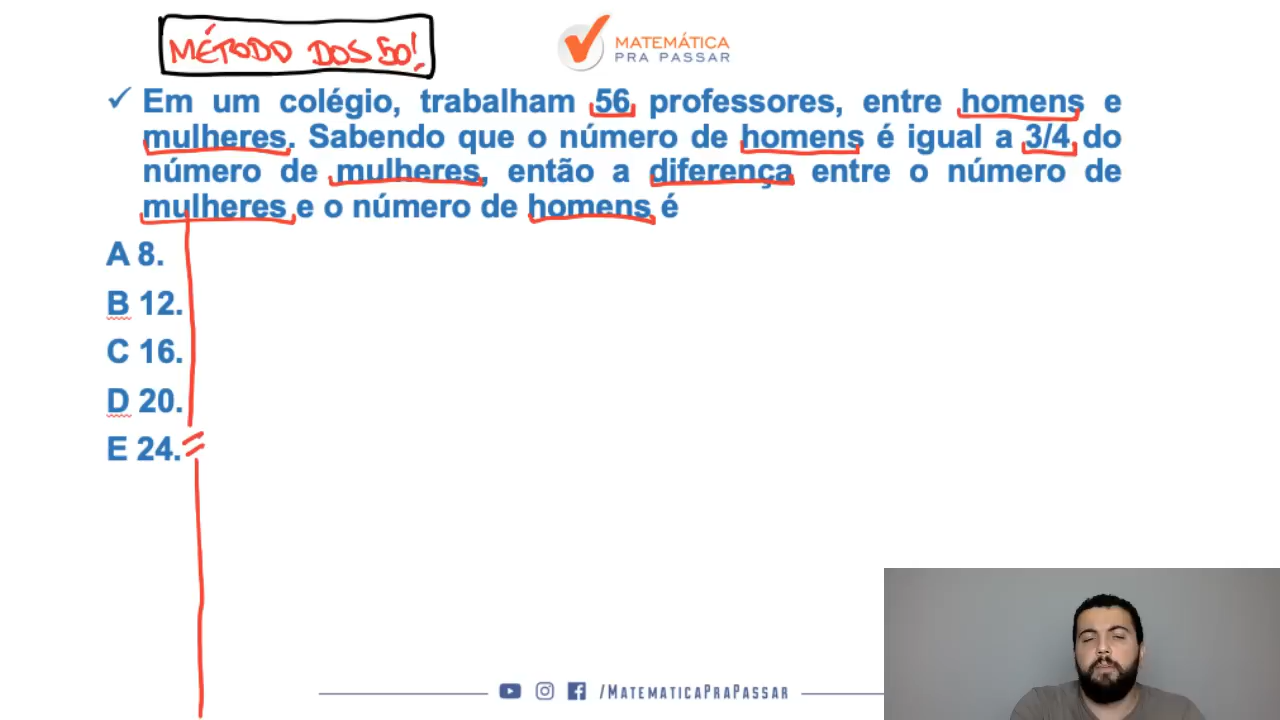 MÉTODO DOS 50!
MATEMÁTICA
PRA PASSAR
✓ Em um colégio, trabalham 56 professores, entre homens e
mulheres. Sabendo que o número de homens é igual a 3/4 do
número de mulheres, então a diferença entre o número de
mulheres e o número de homens é
A 8.
B 12.
C 16.
D 20.
E 24.
/MATEMATICAPRAPASSAR